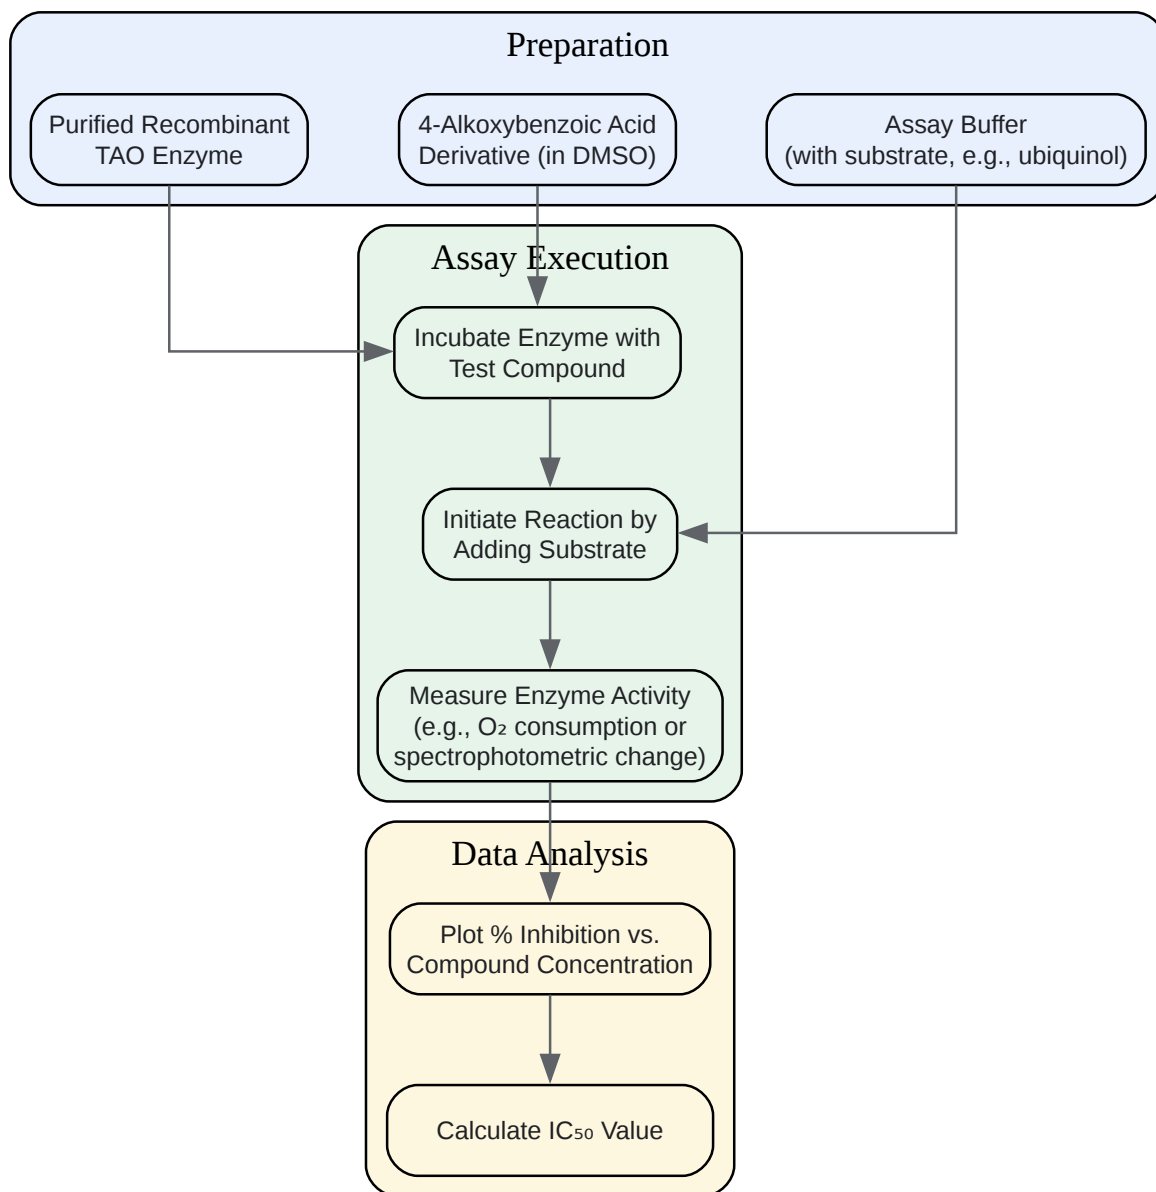 Preparation
Purified Recombinant
TAO Enzyme
4-Alkoxybenzoic Acid
Derivative (in DMSO)
Assay Buffer
(with substrate, e.g., ubiquinol)
Assay Execution
Incubate Enzyme with
Test Compound
Initiate Reaction by
Adding Substrate
Measure Enzyme Activity
(e.g., O₂ consumption or
spectrophotometric change)
Data Analysis
Plot % Inhibition vs.
Compound Concentration
Calculate IC₅₀ Value